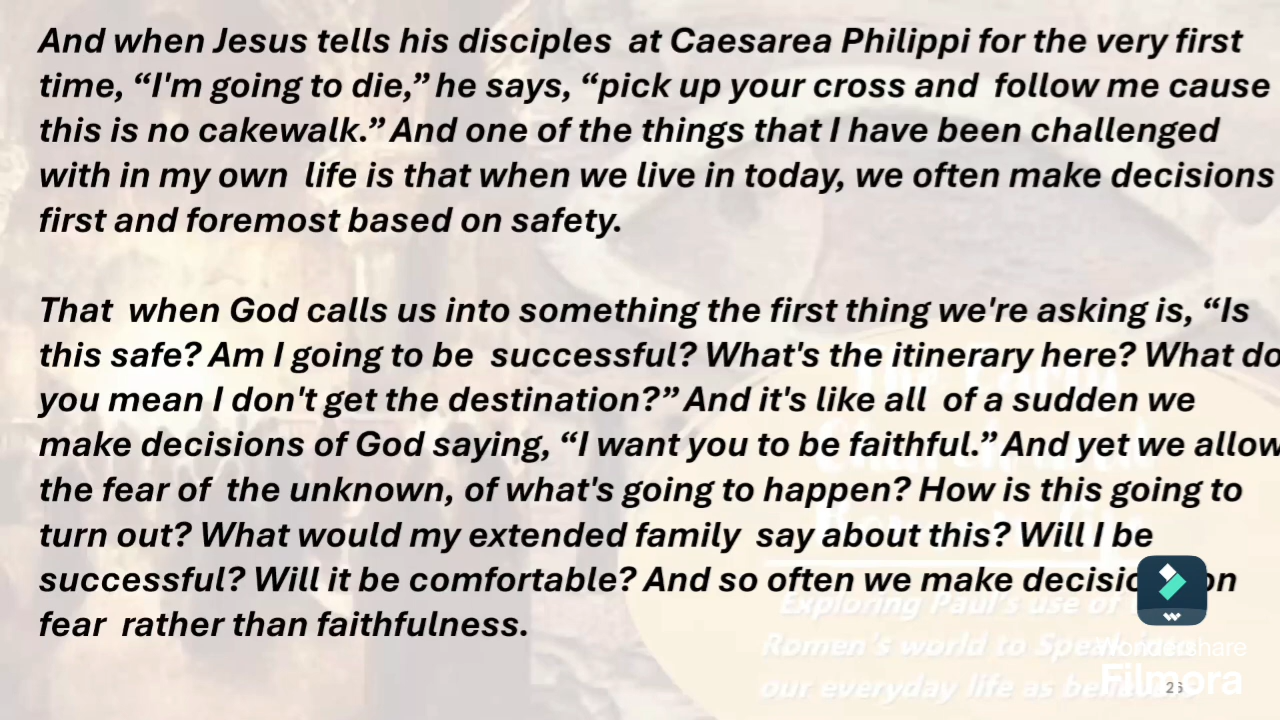 And when Jesus tells his disciples at Caesarea Philippi for the very first
time, “I'm going to die,” he says, “pick up your cross and follow me cause
this is no cakewalk.” And one of the things that I have been challenged
with in my own life is that when we live in today, we often make decisions
first and foremost based on safety.
That when God calls us into something the first thing we're asking is, “Is
this safe? Am I going to be successful? What's the itinerary here? What do
you mean I don't get the destination?” And it's like all of a sudden we
make decisions of God saying, “I want you to be faithful.” And yet we allow
the fear of the unknown, of what's going to happen? How is this going to
turn out? What would my extended family say about this? Will I be
successful? Will it be comfortable? And so often we make on
fear rather than faithfulness.
Exploring Paul's use of
Romen's world to Speak into
our everyday life as
Wondershare
Filmora
26